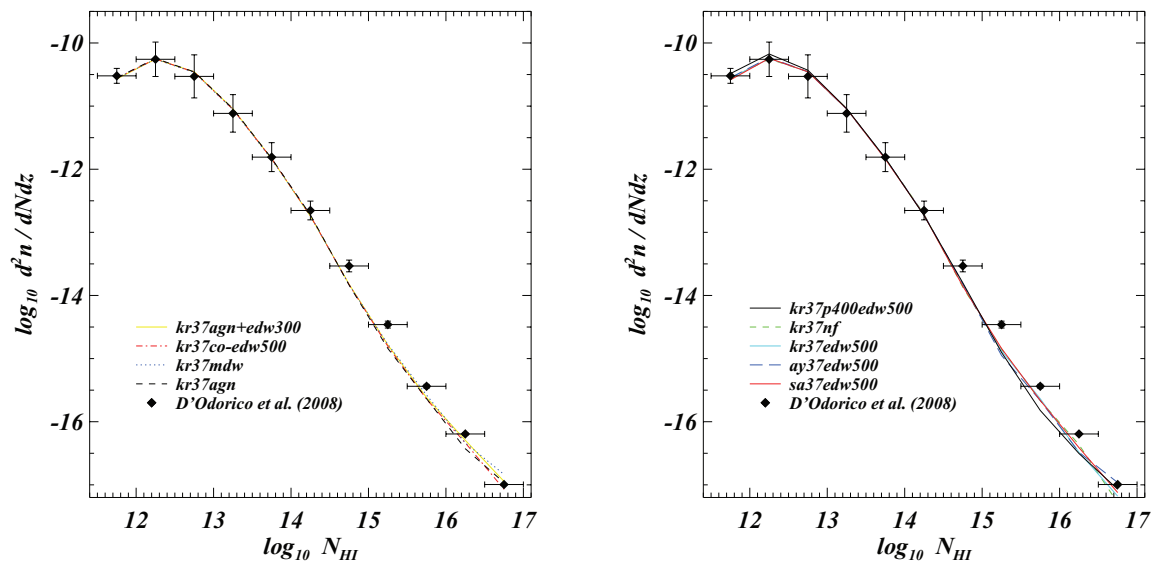 -10
-12
-14
-16
log₁₀ d²n / dNdz
kr37agn+edw300
kr37co-edw500
kr37mdw
kr37agn
D'Odorico et al. (2008)
12 13 14 15 16 17
log₁₀ N_HI
-10
-12
-14
-16
log₁₀ d²n / dNdz
kr37p400edw500
kr37nf
kr37edw500
ay37edw500
sa37edw500
D'Odorico et al. (2008)
12 13 14 15 16 17
log₁₀ N_HI